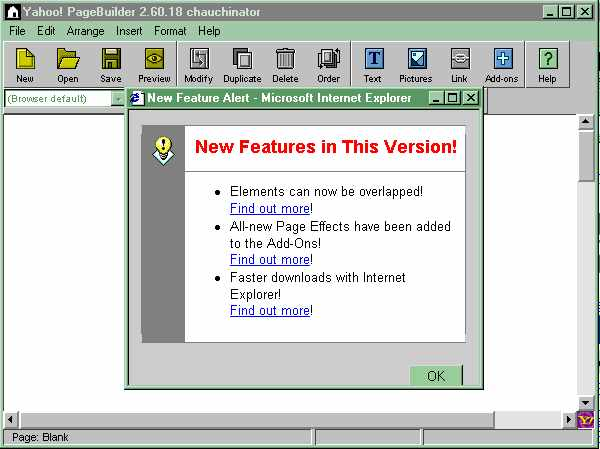 Yahoo! PageBuilder 2.60.18 chauchinator
File Edit Arrange Insert Format Help
New Open Save Preview Modify Duplicate Delete Order Text Pictures Link Add-ons Help
(Browser default)
New Feature Alert - Microsoft Internet Explorer
New Features in This Version!
Elements can now be overlapped!
Find out more!
All-new Page Effects have been added
to the Add-Ons!
Find out more!
Faster downloads with Internet
Explorer!
Find out more!
OK
Page: Blank